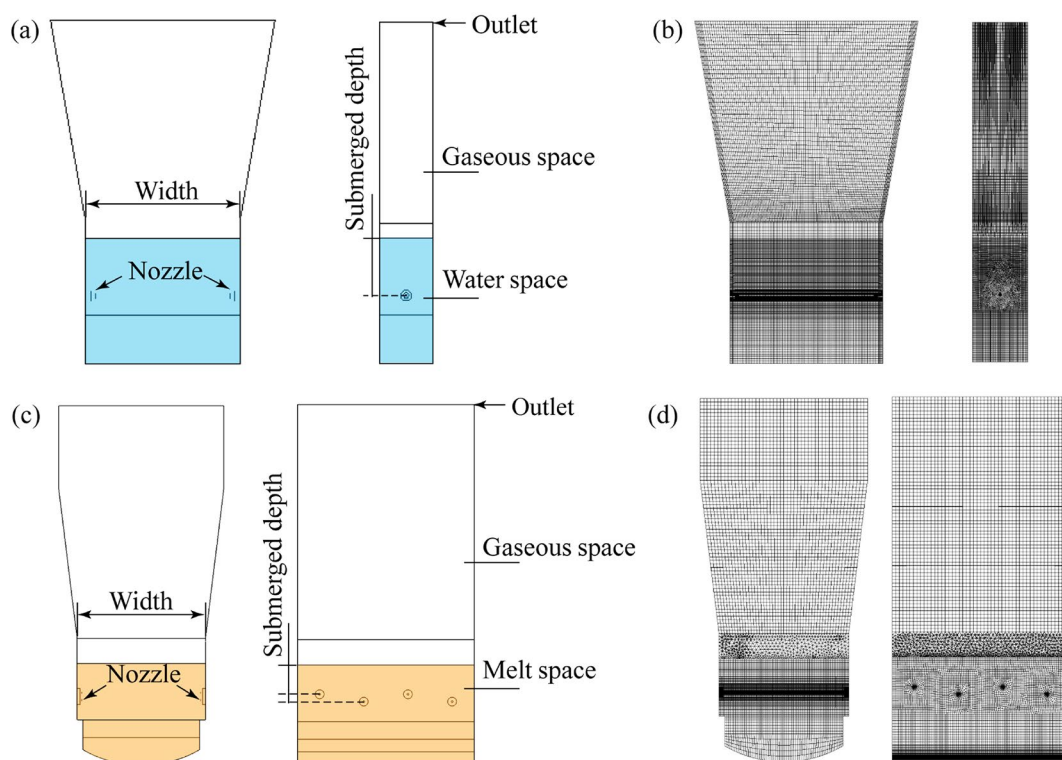 (a)
Outlet
Submerged depth
Gaseous space
Width
Nozzle
Water space
(b)
(c)
Outlet
Submerged depth
Gaseous space
Width
Nozzle
Melt space
(d)